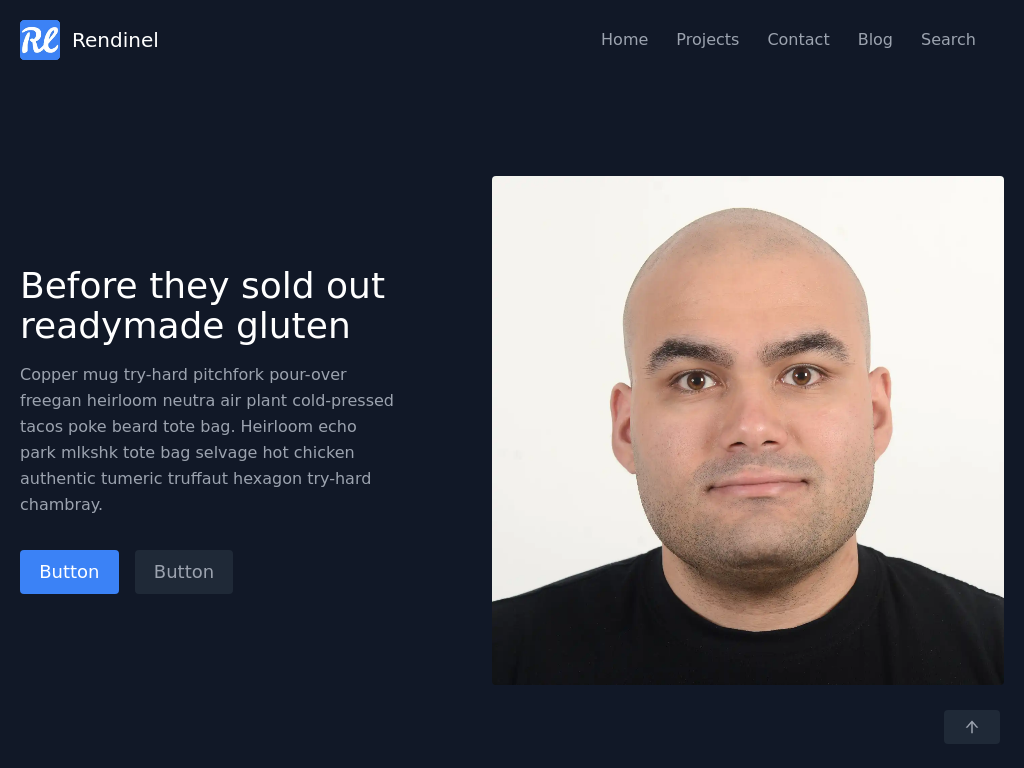 Rl
Rendinel
Home
Projects
Contact
Blog
Search
Before they sold out
readymade gluten
Copper mug try-hard pitchfork pour-over
freegan heirloom neutra air plant cold-pressed
tacos poke beard tote bag. Heirloom echo
park mlkshk tote bag selvage hot chicken
authentic tumeric truffaut hexagon try-hard
chambray.
Button
Button